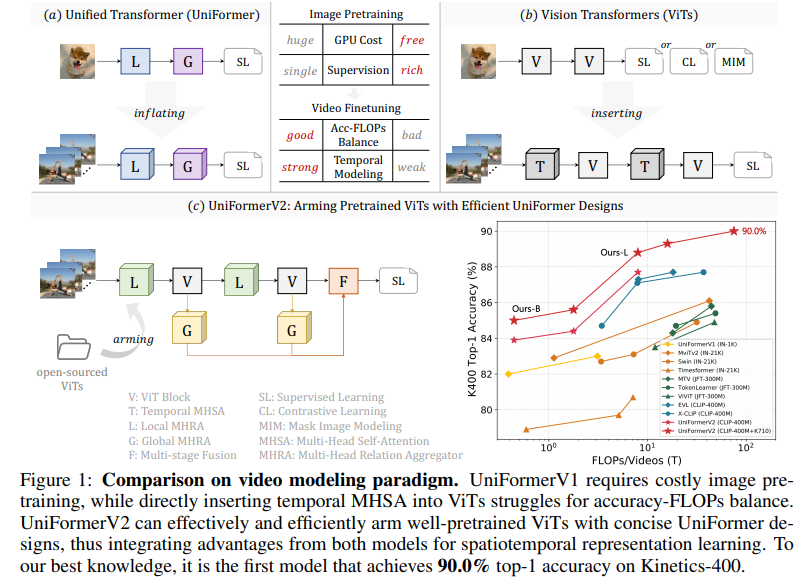 (a) Unified Transformer (UniFormer)
L
G
SL
inflating
L
G
SL
Image Pretraining
huge GPU Cost free
single Supervision rich
Video Finetuning
good Acc-FLOPs Balance bad
strong Temporal Modeling weak
(b) Vision Transformers (ViTs)
V
V
SL or CL or MIM
inserting
T
V
T
V
SL
(c) UniFormerV2: Arming Pretrained ViTs with Efficient UniFormer Designs
L
V
L
V
F
SL
G
G
arming
open-sourced
ViTs
V: ViT Block
T: Temporal MHSA
L: Local MHRA
G: Global MHRA
F: Multi-stage Fusion
SL: Supervised Learning
CL: Contrastive Learning
MIM: Mask Image Modeling
MHSA: Multi-Head Self-Attention
MHRA: Multi-Head Relation Aggregator
K400 Top-1 Accuracy (%)
90
88
86
84
82
80
90.0%
Ours-L
Ours-B
UniFormerV1 (IN-1K)
MViTv2 (IN-21K)
Swin (IN-21K)
Timesformer (IN-21K)
MTV (JFT-300M)
TokenLearner (JFT-300M)
ViViT (JFT-300M)
EVL (CLIP-400M)
X-CLIP (CLIP-400M)
UniFormerV2 (CLIP-400M)
UniFormerV2 (CLIP-400M+K710)
10⁰
10¹
10²
FLOPs/Videos (T)
Figure 1: Comparison on video modeling paradigm. UniFormerV1 requires costly image pre-
training, while directly inserting temporal MHSA into ViTs struggles for accuracy-FLOPs balance.
UniFormerV2 can effectively and efficiently arm well-pretrained ViTs with concise UniFormer de-
signs, thus integrating advantages from both models for spatiotemporal representation learning. To
our best knowledge, it is the first model that achieves 90.0% top-1 accuracy on Kinetics-400.